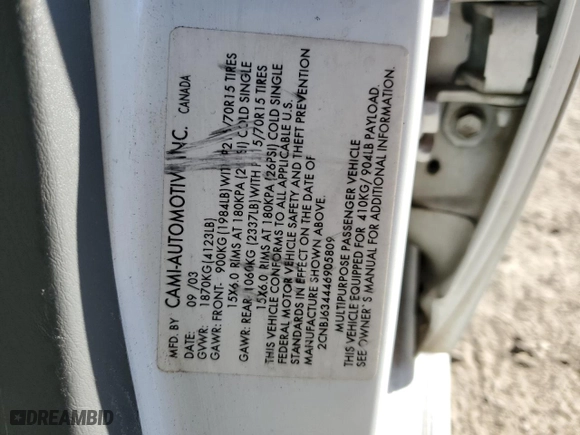 MFD. BY CAMI-AUTOMOTIVE INC. CANADA
DATE: 09/03
GVWR: 1870KG(4123LB)
GAWR: FRONT- 900KG(1984LB)WITH /70R15 TIRES
15X6.0 RIMS AT 180KPA COLD SINGLE
GAWR: REAR- 1060KG (2337LB)WITH 15/70R15 TIRES
15X6.0 RIMS AT 180KPA (26PSI) COLD SINGLE
THIS VEHICLE CONFORMS TO ALL APPLICABLE U.S.
FEDERAL MOTOR VEHICLE SAFETY AND THEFT PREVENTION
STANDARDS IN EFFECT ON THE DATE OF
MANUFACTURE SHOWN ABOVE.
2CNBJ634446905809
MULTIPURPOSE PASSENGER VEHICLE
THIS VEHICLE EQUIPPED FOR 410KG/904LB PAYLOAD.
SEE OWNER'S MANUAL FOR ADDITIONAL INFORMATION.
DREAMBID